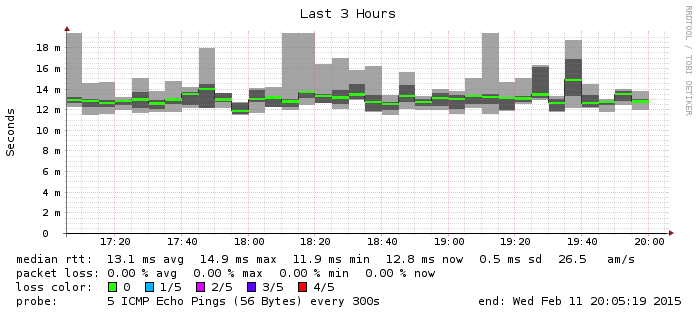 Last 3 Hours
RRDTOOL / TOBI OETIKER
Seconds
18 m
16 m
14 m
12 m
10 m
8 m
6 m
4 m
2 m
0
17:20 17:40 18:00 18:20 18:40 19:00 19:20 19:40 20:00
median rtt: 13.1 ms avg 14.9 ms max 11.9 ms min 12.8 ms now 0.5 ms sd 26.5 am/s
packet loss: 0.00 % avg 0.00 % max 0.00 % min 0.00 % now
loss color: 0 1/5 2/5 3/5 4/5
probe: 5 ICMP Echo Pings (56 Bytes) every 300s end: Wed Feb 11 20:05:19 2015